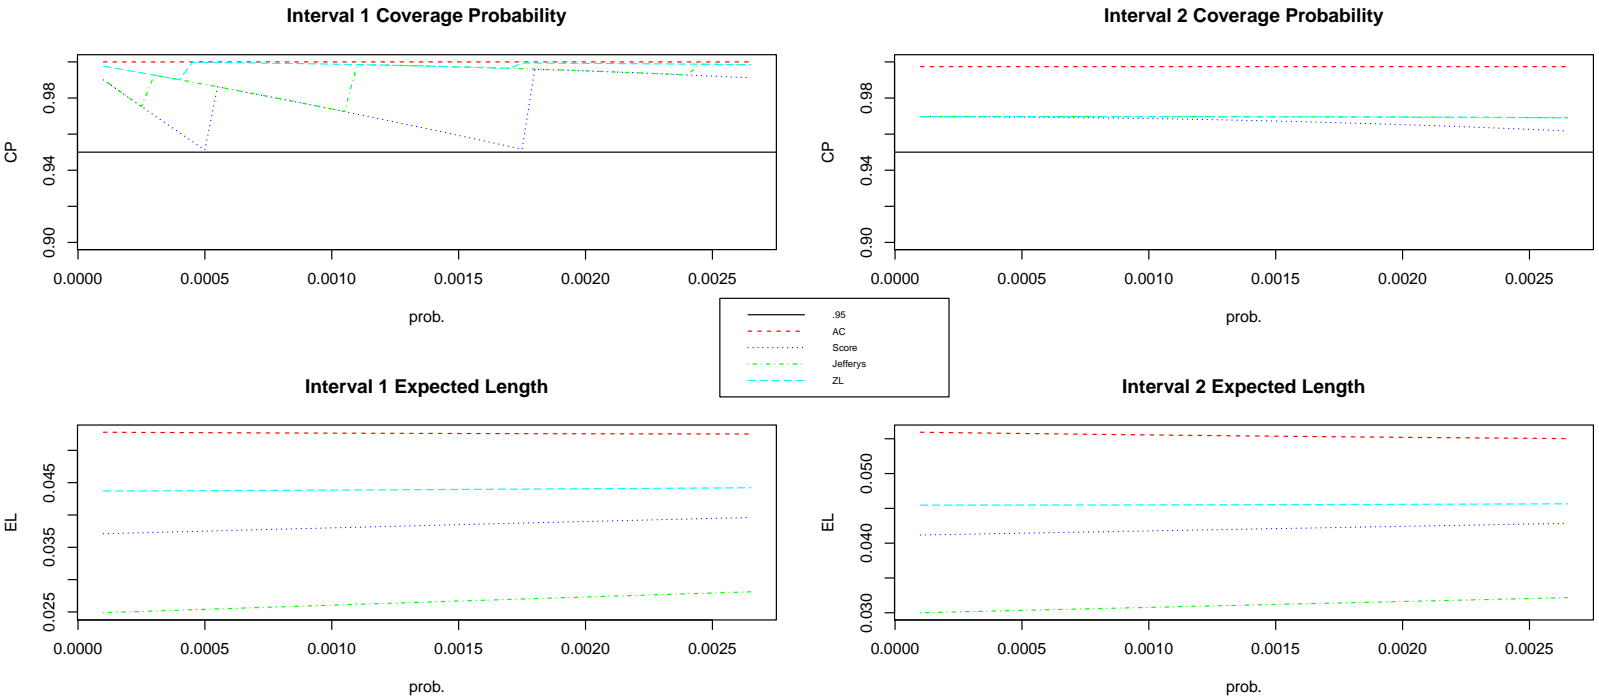 Interval 1 Coverage Probability
CP
0.90
0.94
0.98
0.0000 0.0005 0.0010 0.0015 0.0020 0.0025
prob.
Interval 2 Coverage Probability
CP
0.90
0.94
0.98
0.0000 0.0005 0.0010 0.0015 0.0020 0.0025
prob.
.95
AC
Score
Jefferys
ZL
Interval 1 Expected Length
EL
0.025
0.035
0.045
0.0000 0.0005 0.0010 0.0015 0.0020 0.0025
prob.
Interval 2 Expected Length
EL
0.030
0.040
0.050
0.0000 0.0005 0.0010 0.0015 0.0020 0.0025
prob.